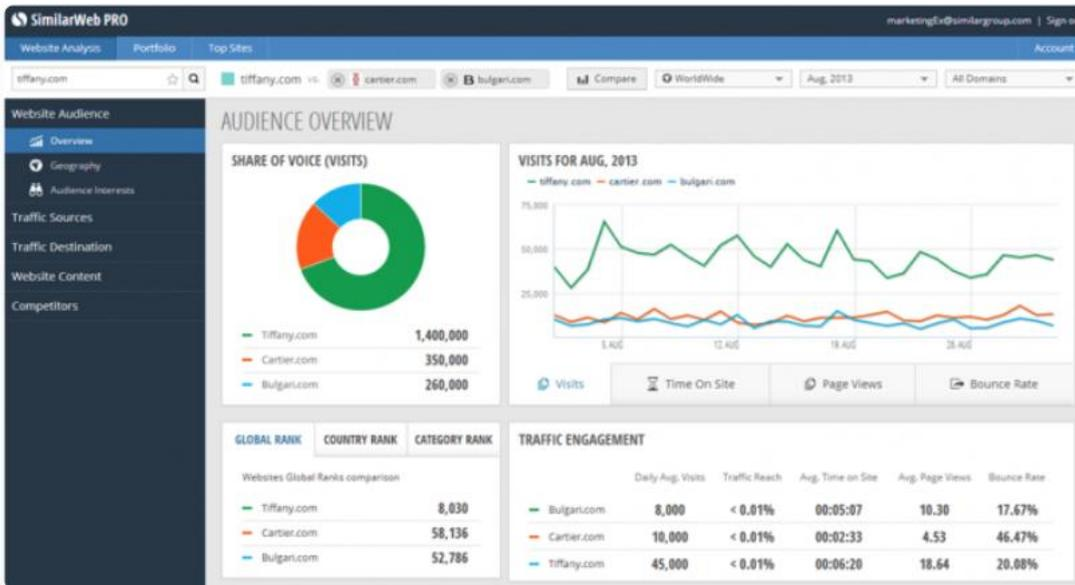 SimilarWeb PRO
marketingEx@similargroup.com | Sign o
Website Analysis Portfolio Top Sites Account
tiffany.com
tiffany.com vs. cartier.com B bulgari.com Compare WorldWide Aug, 2013 All Domains
Website Audience
Overview
Geography
Audience Interests
Traffic Sources
Traffic Destination
Website Content
Competitors
AUDIENCE OVERVIEW
SHARE OF VOICE (VISITS)
Tiffany.com 1,400,000
Cartier.com 350,000
Bulgari.com 260,000
VISITS FOR AUG, 2013
tiffany.com cartier.com bulgari.com
75,000
50,000
25,000
5. AUG 12. AUG 19. AUG 26. AUG
Visits Time On Site Page Views Bounce Rate
GLOBAL RANK COUNTRY RANK CATEGORY RANK
Websites Global Ranks comparison
Tiffany.com 8,030
Cartier.com 58,136
Bulgari.com 52,786
TRAFFIC ENGAGEMENT
Daily Avg. Visits Traffic Reach Avg. Time on Site Avg. Page Views Bounce Rate
Bulgari.com 8,000 < 0.01% 00:05:07 10.30 17.67%
Cartier.com 10,000 < 0.01% 00:02:33 4.53 46.47%
Tiffany.com 45,000 < 0.01% 00:06:20 18.64 20.08%